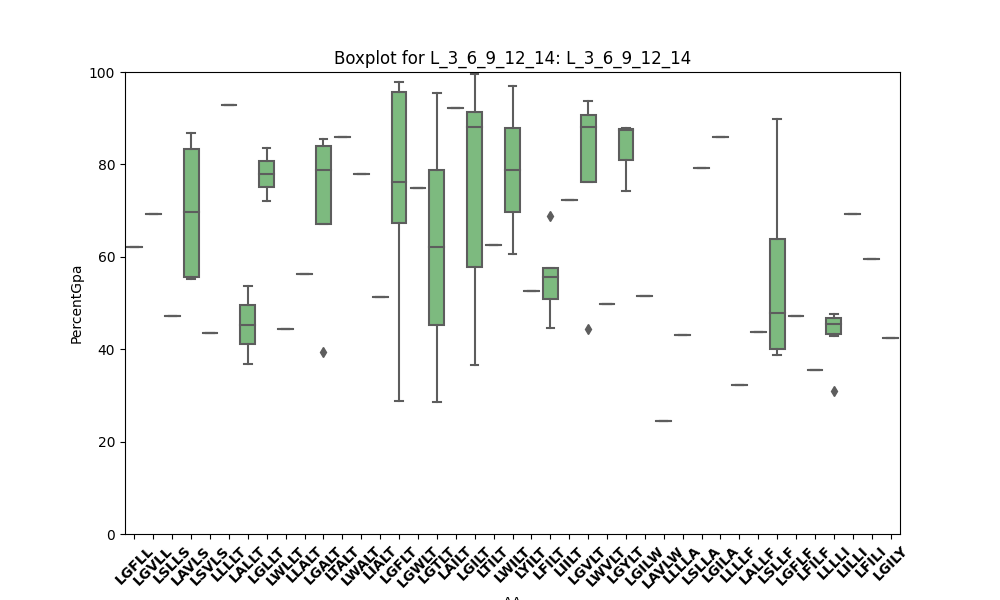 Boxplot for L_3_6_9_12_14: L_3_6_9_12_14
PercentGpa
100
80
60
40
20
0
LGFLL
LGVLL
LSLLS
LAVLS
LSVLS
LLLLT
LALLT
LGLLT
LWLLT
LLALT
LGALT
LTALT
LWALT
LIALT
LGFLT
LGWLT
LGTLT
LAILT
LGILT
LTILT
LWILT
LYILT
LFILT
LIILT
LGVLT
LWVLT
LGYLT
LGILW
LAVLW
LLLLA
LSLLA
LGILA
LLLLF
LALLF
LSLLF
LGFLF
LFILF
LLLLI
LILLI
LFILI
LGILY